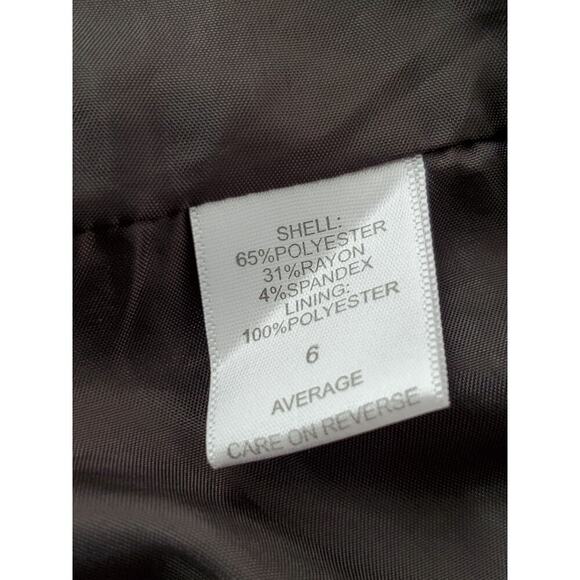 SHELL:
65%POLYESTER
31%RAYON
4%SPANDEX
LINING:
100%POLYESTER
6
AVERAGE
CARE ON REVERSE